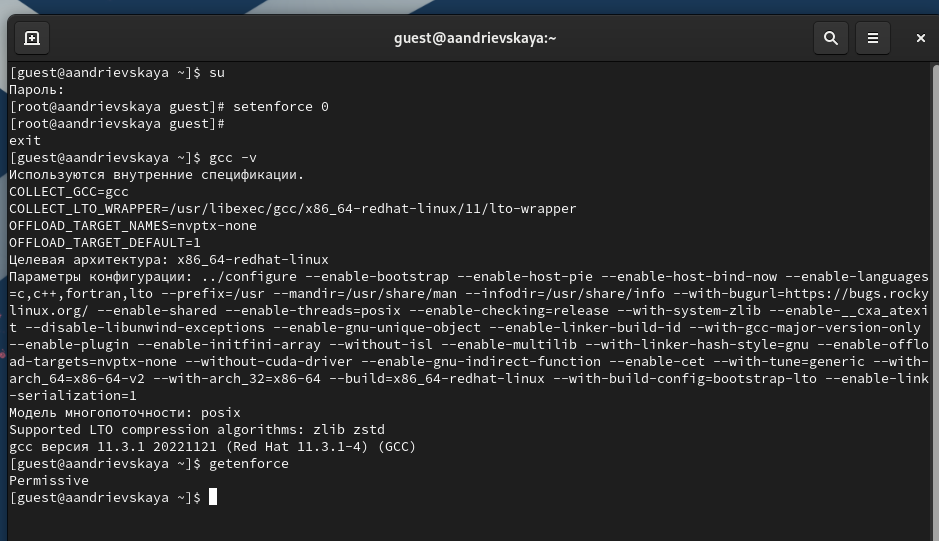 guest@aandrievskaya:~
[guest@aandrievskaya ~]$ su
Пароль:
[root@aandrievskaya guest]# setenforce 0
[root@aandrievskaya guest]#
exit
[guest@aandrievskaya ~]$ gcc -v
Используются внутренние спецификации.
COLLECT_GCC=gcc
COLLECT_LTO_WRAPPER=/usr/libexec/gcc/x86_64-redhat-linux/11/lto-wrapper
OFFLOAD_TARGET_NAMES=nvptx-none
OFFLOAD_TARGET_DEFAULT=1
Целевая архитектура: x86_64-redhat-linux
Параметры конфигурации: ../configure --enable-bootstrap --enable-host-pie --enable-host-bind-now --enable-languages
=c,c++,fortran,lto --prefix=/usr --mandir=/usr/share/man --infodir=/usr/share/info --with-bugurl=https://bugs.rocky
linux.org/ --enable-shared --enable-threads=posix --enable-checking=release --with-system-zlib --enable-__cxa_atexi
t --disable-libunwind-exceptions --enable-gnu-unique-object --enable-linker-build-id --with-gcc-major-version-only
--enable-plugin --enable-initfini-array --without-isl --enable-multilib --with-linker-hash-style=gnu --enable-offlo
ad-targets=nvptx-none --without-cuda-driver --enable-gnu-indirect-function --enable-cet --with-tune=generic --with-
arch_64=x86-64-v2 --with-arch_32=x86-64 --build=x86_64-redhat-linux --with-build-config=bootstrap-lto --enable-link
-serialization=1
Модель многопоточности: posix
Supported LTO compression algorithms: zlib zstd
gcc версия 11.3.1 20221121 (Red Hat 11.3.1-4) (GCC)
[guest@aandrievskaya ~]$ getenforce
Permissive
[guest@aandrievskaya ~]$